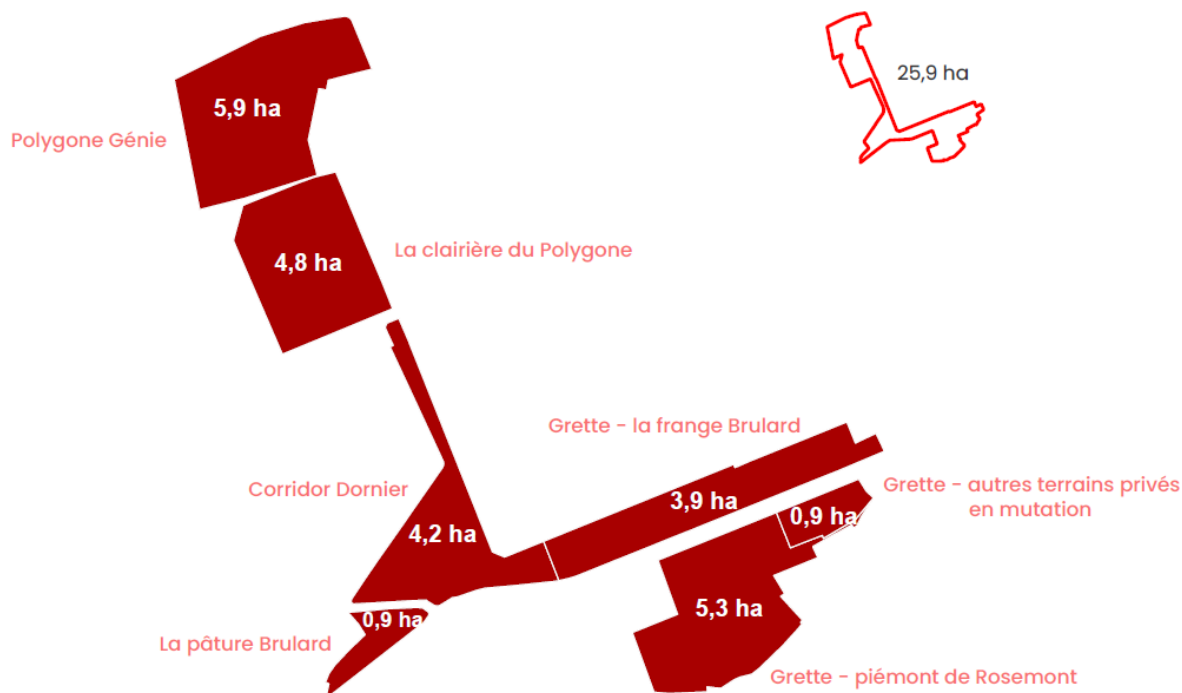 25,9 ha
5,9 ha
Polygone Génie
La clairière du Polygone
4,8 ha
Grette - la frange Brulard
Corridor Dornier
3,9 ha
Grette - autres terrains privés
en mutation
0,9 ha
4,2 ha
5,3 ha
0,9 ha
La pâture Brulard
Grette - piémont de Rosemont